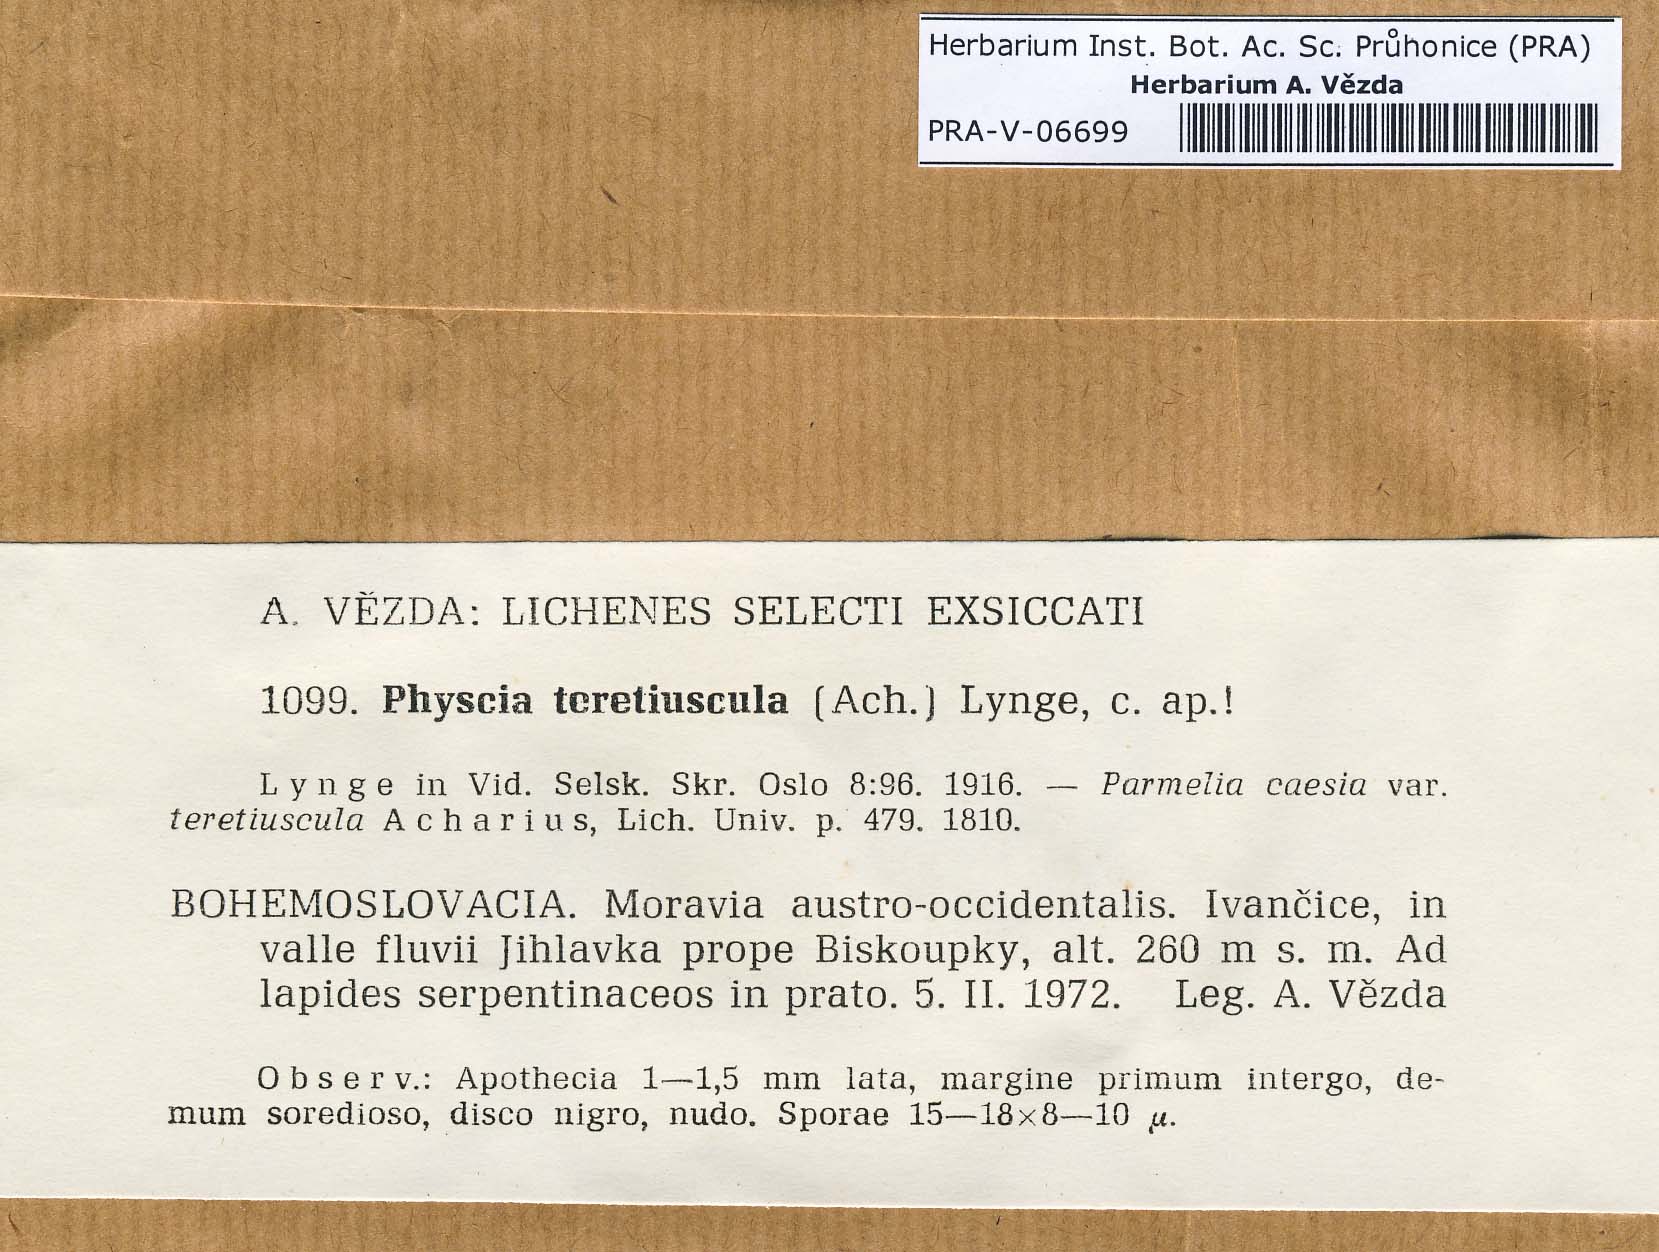 Herbarium Inst. Bot. Ac. Sc. Průhonice (PRA)
Herbarium A. Vězda
PRA-V-06699
A. VĚZDA: LICHENES SELECTI EXSICCATI
1099. Physcia teretiuscula (Ach.) Lynge, c. ap.!
Lynge in Vid. Selsk. Skr. Oslo 8:96. 1916. — Parmelia caesia var.
teretiuscula Acharius, Lich. Univ. p. 479. 1810.
BOHEMOSLOVACIA. Moravia austro-occidentalis. Ivančice, in
valle fluvii Jihlavka prope Biskoupky, alt. 260 m s. m. Ad
lapides serpentinaceos in prato. 5. II. 1972. Leg. A. Vězda
Observ.: Apothecia 1—1,5 mm lata, margine primum intergo, de-
mum soredioso, disco nigro, nudo. Sporae 15—18×8—10 µ.